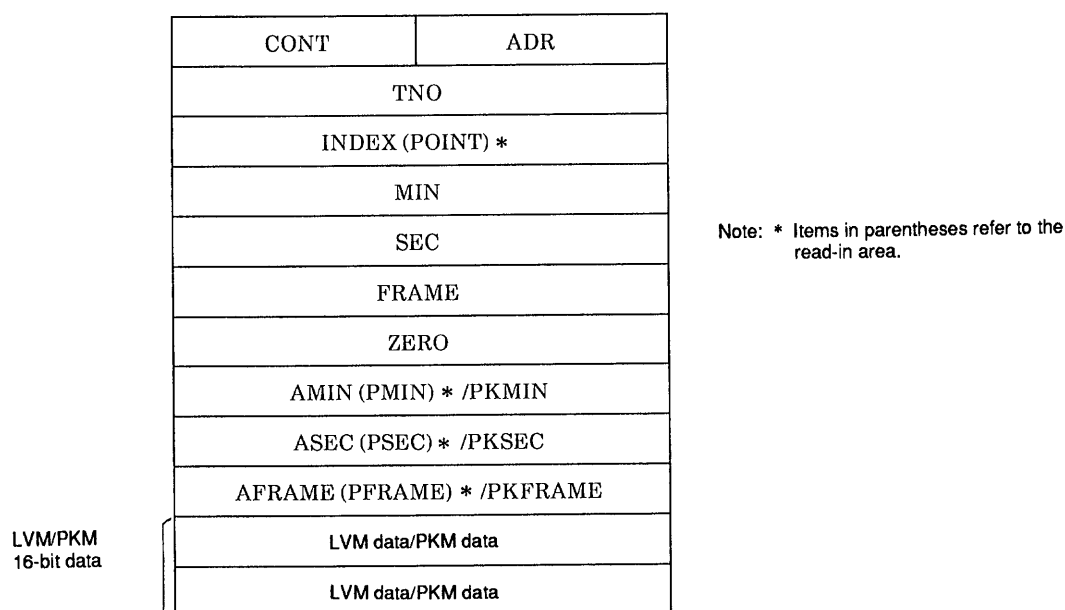 CONT ADR
TNO
INDEX (POINT) *
MIN
SEC
FRAME
ZERO
AMIN (PMIN) * /PKMIN
ASEC (PSEC) * /PKSEC
AFRAME (PFRAME) * /PKFRAME
LVM data/PKM data
LVM data/PKM data
LVM/PKM
16-bit data
Note: * Items in parentheses refer to the
read-in area.